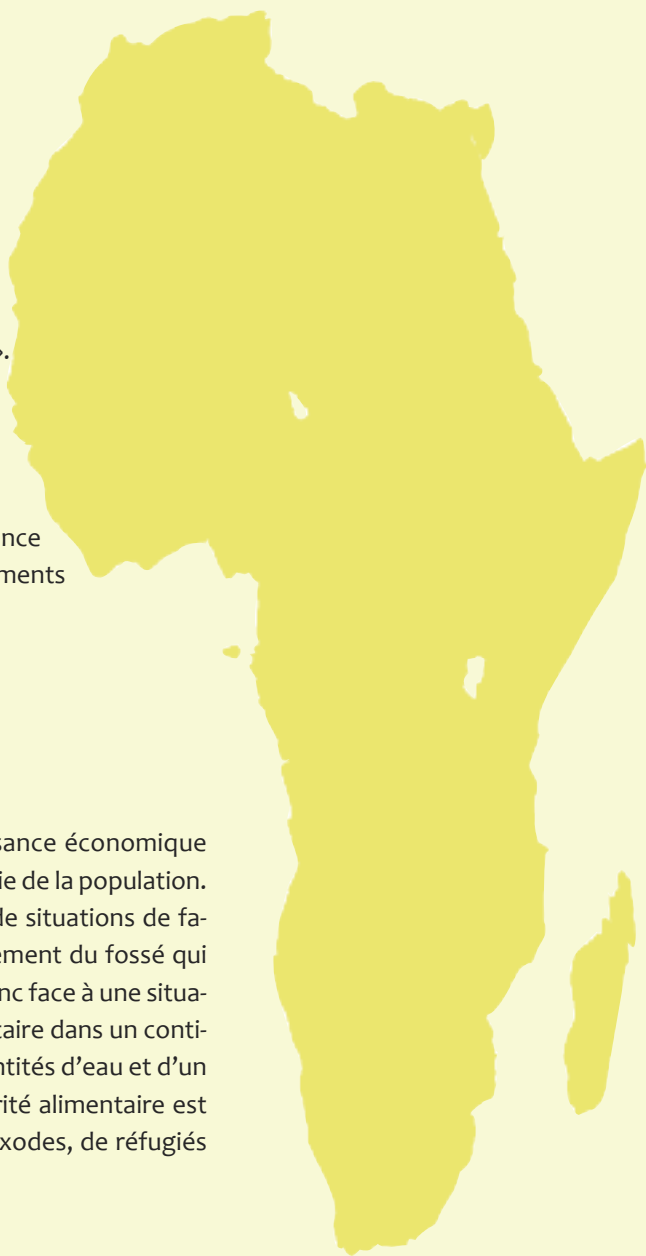 ».
ance
ments
sance économique
ie de la population.
de situations de fa-
ement du fossé qui
nc face à une situa-
taire dans un conti-
ntités d’eau et d’un
rité alimentaire est
xodes, de réfugiés